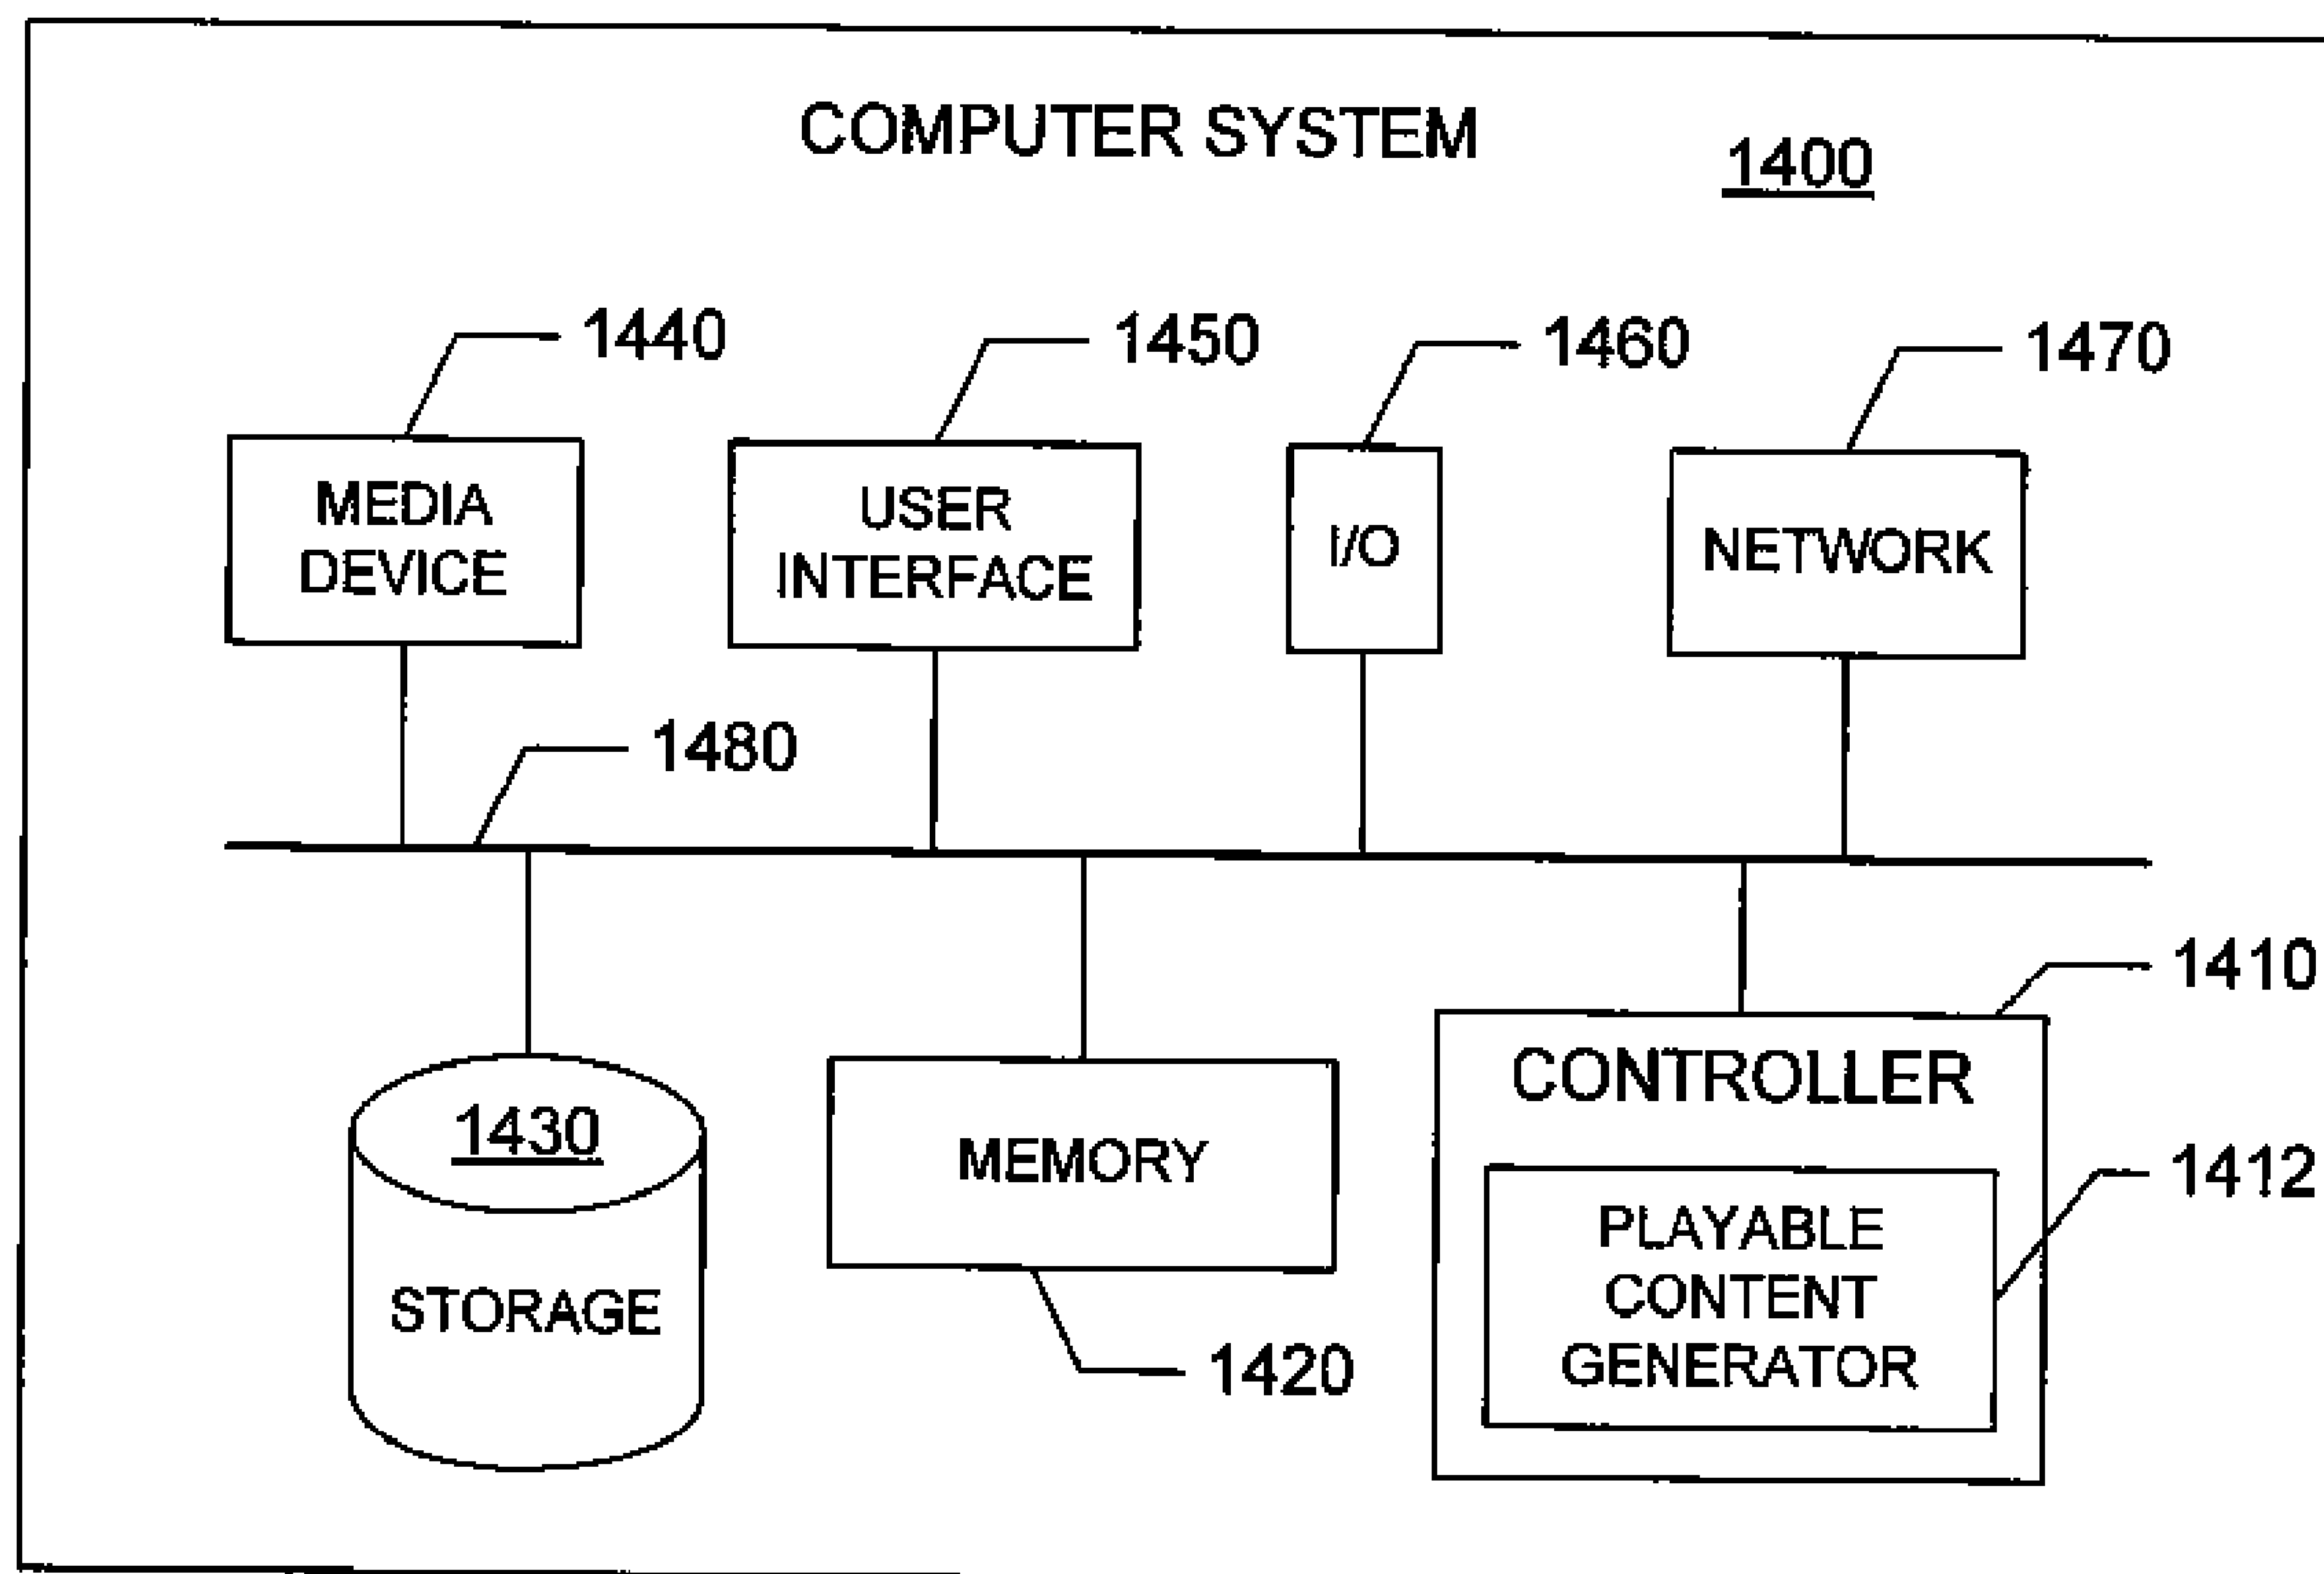 COMPUTER SYSTEM
1400
1440
1450
1460
1470
MEDIA
DEVICE
USER
INTERFACE
I/O
NETWORK
1480
1410
CONTROLLER
1430
STORAGE
MEMORY
1420
1412
PLAYABLE
CONTENT
GENERATOR